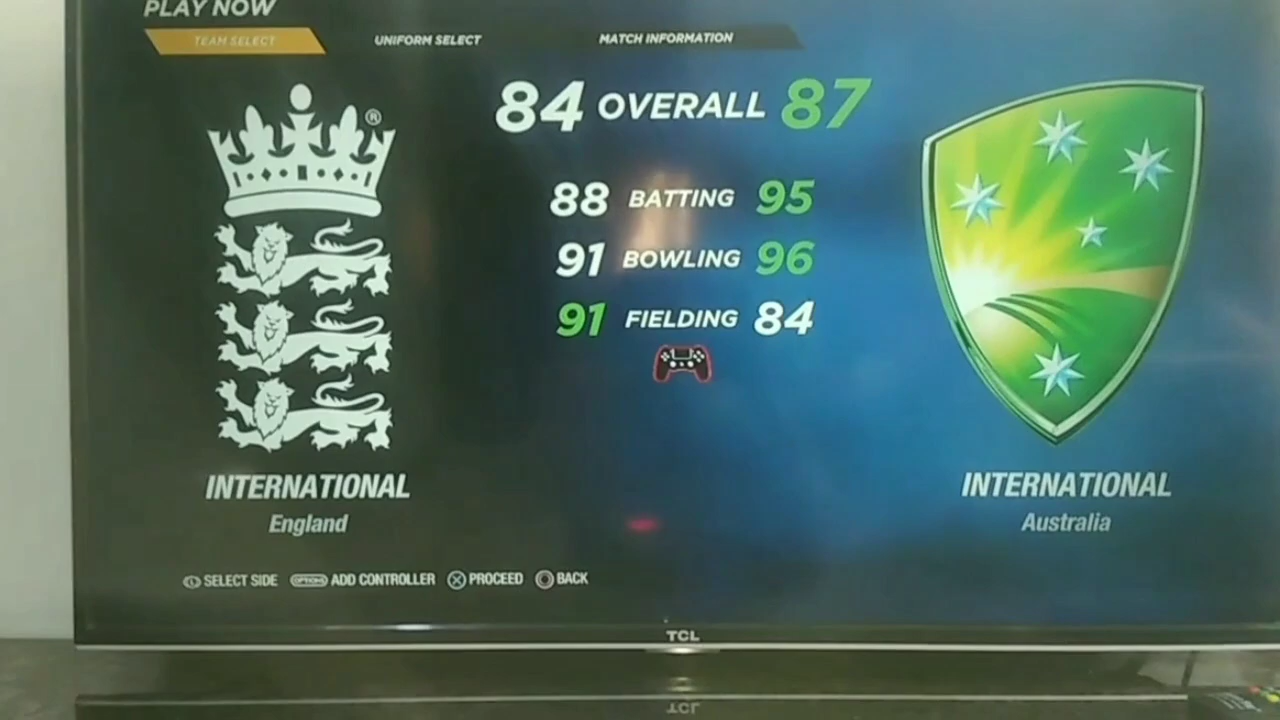 PLAY NOW
TEAM SELECT UNIFORM SELECT MATCH INFORMATION
84 OVERALL 87
88 BATTING 95
91 BOWLING 96
91 FIELDING 84
®
INTERNATIONAL
England
INTERNATIONAL
Australia
L SELECT SIDE OPTIONS ADD CONTROLLER PROCEED BACK
TCL